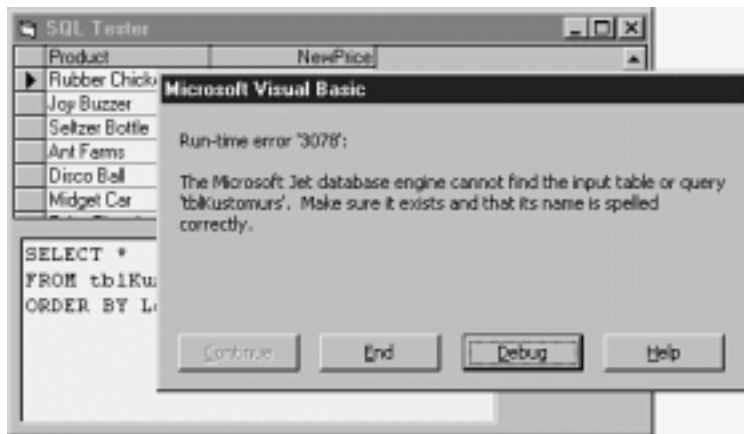 SQL Tester
Product NewPrice
Rubber Chick
Joy Buzzer
Seltzer Bottle
Ant Farms
Disco Ball
Midget Car
Microsoft Visual Basic
Run-time error '3078':
The Microsoft Jet database engine cannot find the input table or query
'tblKustomurs'. Make sure it exists and that its name is spelled
correctly.
SELECT *
FROM tblKu
ORDER BY L
Continue End Debug Help